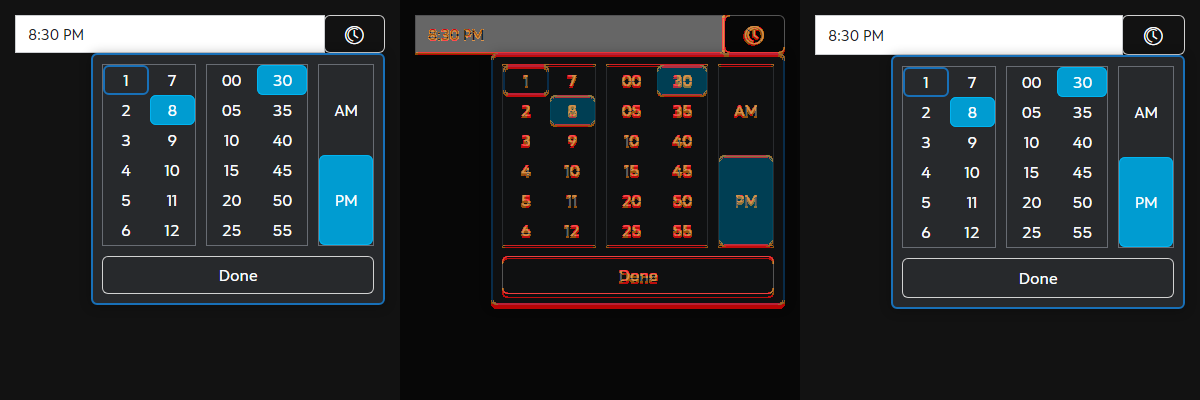 8:30 PM 8:30 PM 8:30 PM
1 7 00 30 1 7 00 30 1 7 00 30
2 8 05 35 AM 2 8 05 35 AM 2 8 05 35 AM
3 9 10 40 3 9 10 40 3 9 10 40
4 10 15 45 4 10 15 45 4 10 15 45
5 11 20 50 PM 5 11 20 50 PM 5 11 20 50 PM
6 12 25 55 6 12 25 55 6 12 25 55
Done Done Done